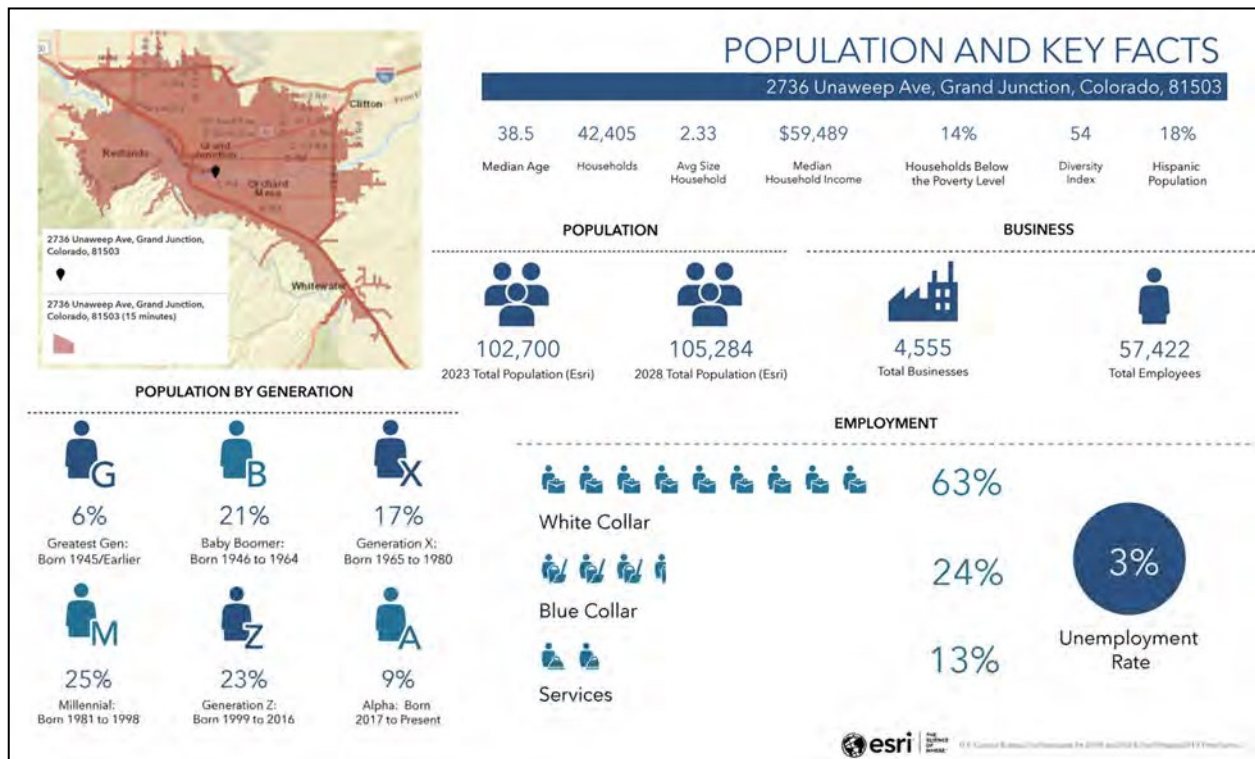 POPULATION AND KEY FACTS
2736 Unaweep Ave, Grand Junction, Colorado, 81503
38.5
Median Age
42,405
Households
2.33
Avg Size
Household
$59,489
Median
Household Income
14%
Households Below
the Poverty Level
54
Diversity
Index
18%
Hispanic
Population
Clifton
Redlands
Grand
Junction
Orchard
Mesa
Whitewater
2736 Unaweep Ave, Grand Junction,
Colorado, 81503
2736 Unaweep Ave, Grand Junction,
Colorado, 81503 (15 minutes)
POPULATION
102,700
2023 Total Population (Esri)
105,284
2028 Total Population (Esri)
BUSINESS
4,555
Total Businesses
57,422
Total Employees
POPULATION BY GENERATION
G
6%
Greatest Gen:
Born 1945/Earlier
B
21%
Baby Boomer:
Born 1946 to 1964
X
17%
Generation X:
Born 1965 to 1980
M
25%
Millennial:
Born 1981 to 1998
Z
23%
Generation Z:
Born 1999 to 2016
A
9%
Alpha: Born
2017 to Present
EMPLOYMENT
63%
White Collar
24%
Blue Collar
13%
Services
3%
Unemployment
Rate
esri
THE
SCIENCE
OF
WHERE